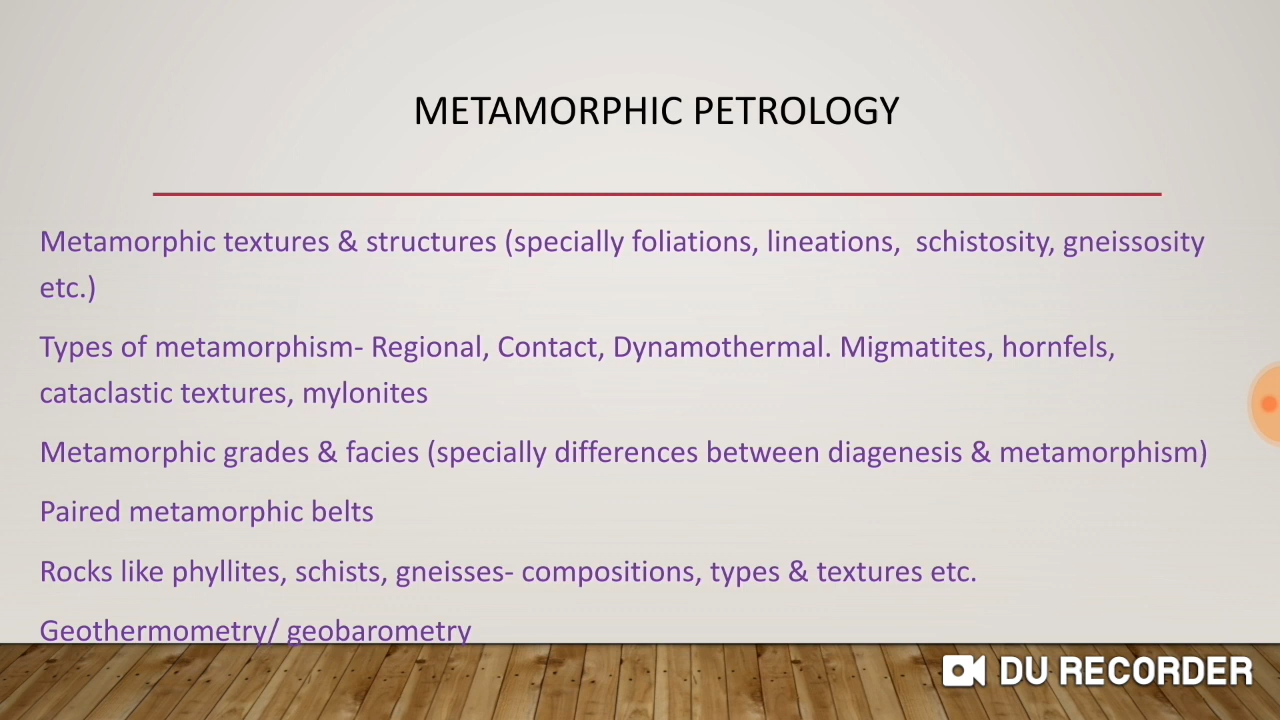 METAMORPHIC PETROLOGY
Metamorphic textures & structures (specially foliations, lineations,  schistosity, gneissosity
etc.)
Types of metamorphism- Regional, Contact, Dynamothermal. Migmatites, hornfels,
cataclastic textures, mylonites
Metamorphic grades & facies (specially differences between diagenesis & metamorphism)
Paired metamorphic belts
Rocks like phyllites, schists, gneisses- compositions, types & textures etc.
Geothermometry/ geobarometry
DU RECORDER